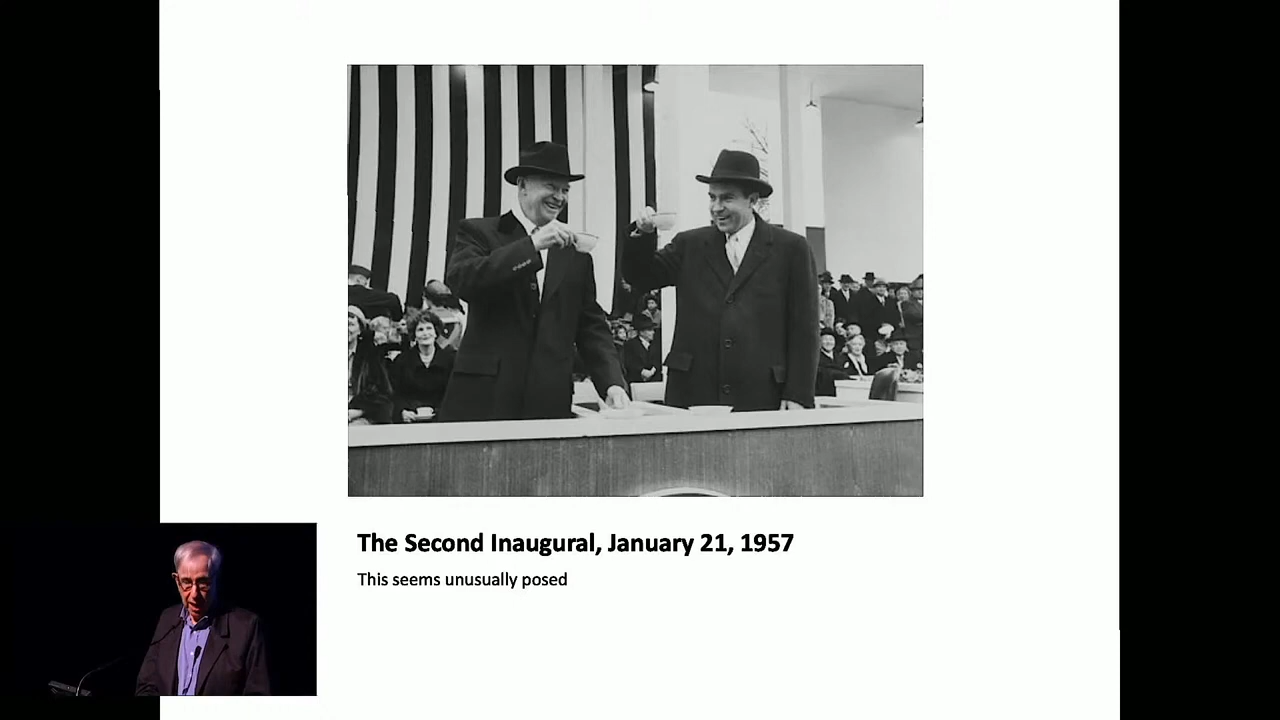 The Second Inaugural, January 21, 1957
This seems unusually posed